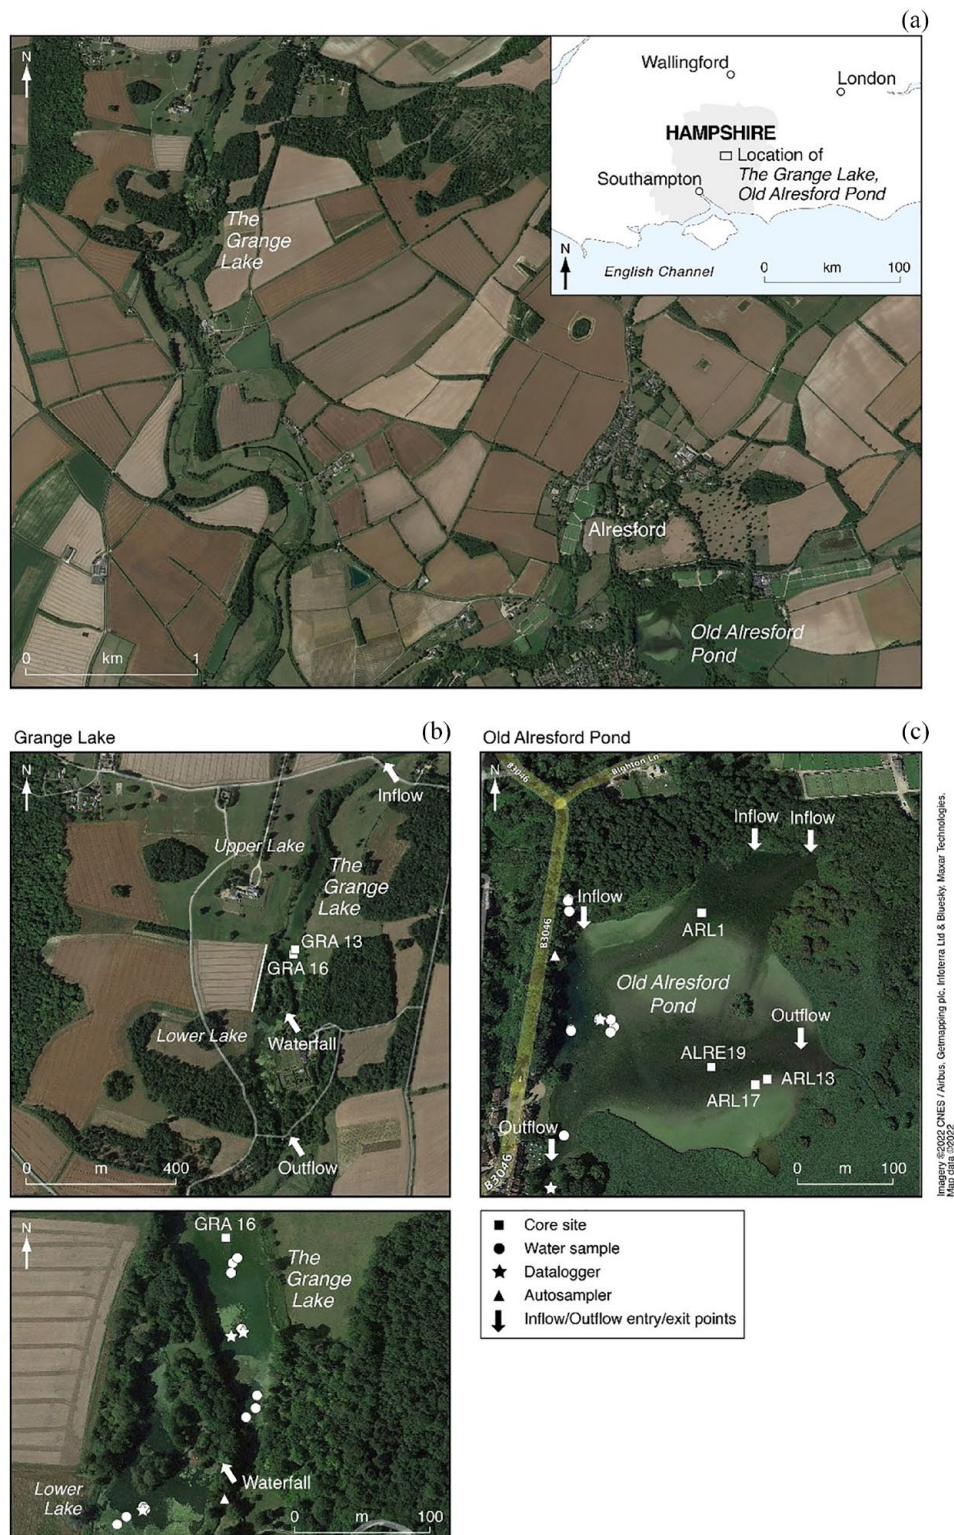 (a)
N
Wallingford
London
HAMPSHIRE
Location of
The Grange Lake,
Old Alresford Pond
Southampton
N
English Channel
0 km 100
The
Grange
Lake
Alresford
Old Alresford
Pond
0 km 1
Grange Lake
(b)
N
Inflow
Upper Lake
The
Grange
Lake
GRA 13
GRA 16
Lower Lake
Waterfall
Outflow
0 m 400
Old Alresford Pond
(c)
N
B3046
Bighton Ln
Inflow
Inflow
Inflow
ARL1
B3046
Old Alresford
Pond
Outflow
ALRE19
ARL13
ARL17
Outflow
B3046
0 m 100
Imagery ©2022 CNES / Airbus, Getmapping plc, Infoterra Ltd & Bluesky, Maxar Technologies,
Map data ©2022
N
GRA 16
The
Grange
Lake
Waterfall
Lower
Lake
0 m 100
Core site
Water sample
Datalogger
Autosampler
Inflow/Outflow entry/exit points